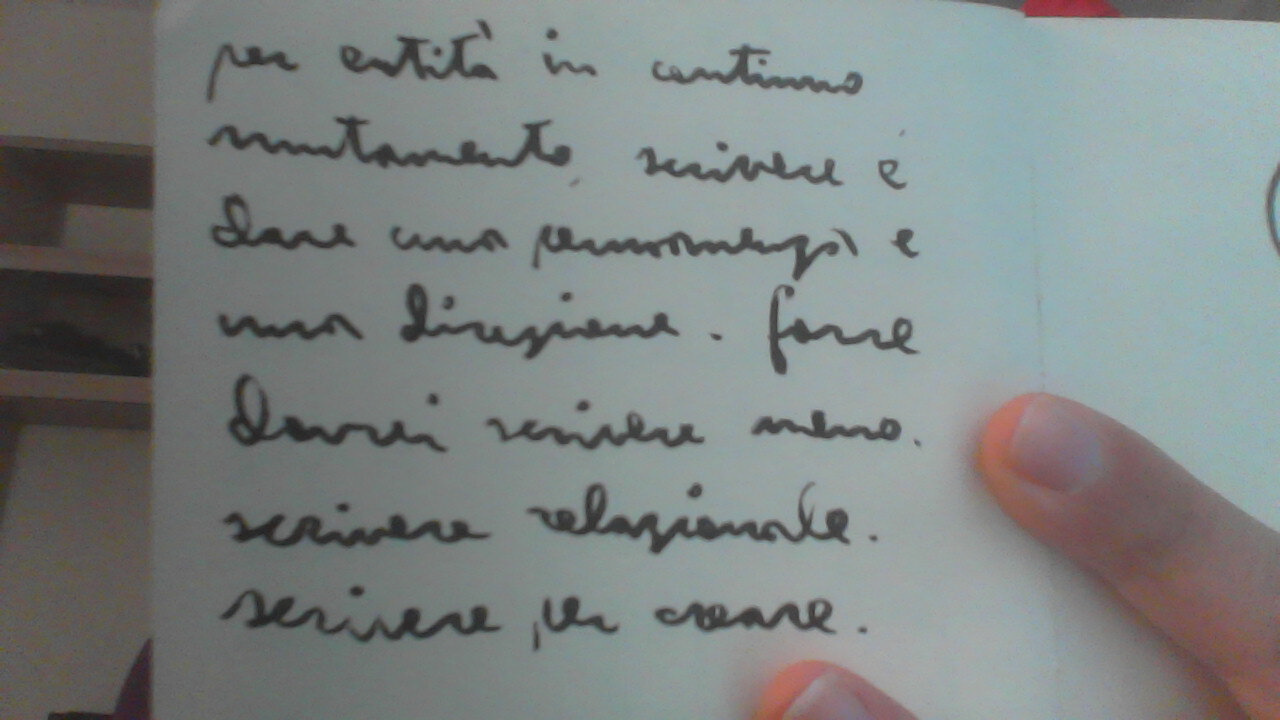 per entità in continuo
mutamento, scrivere è
dare una permanenza e
una direzione. forse
Dovrei scrivere meno.
scrivere relazionale.
scrivere per creare.